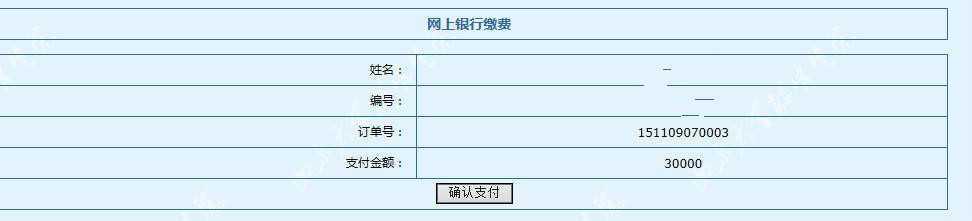 网上银行缴费
姓名：
编号：
订单号： 151109070003
支付金额： 30000
确认支付